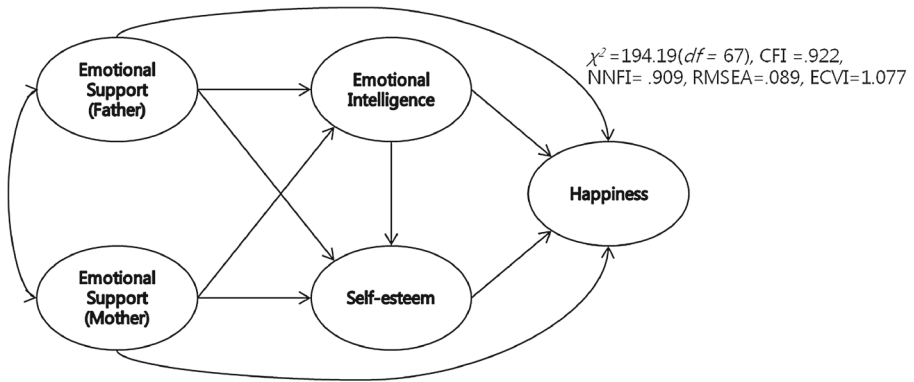 Emotional
Support
(Father)
Emotional
Intelligence
χ² =194.19(df = 67), CFI =.922,
NNFI= .909, RMSEA=.089, ECVI=1.077
Happiness
Emotional
Support
(Mother)
Self-esteem